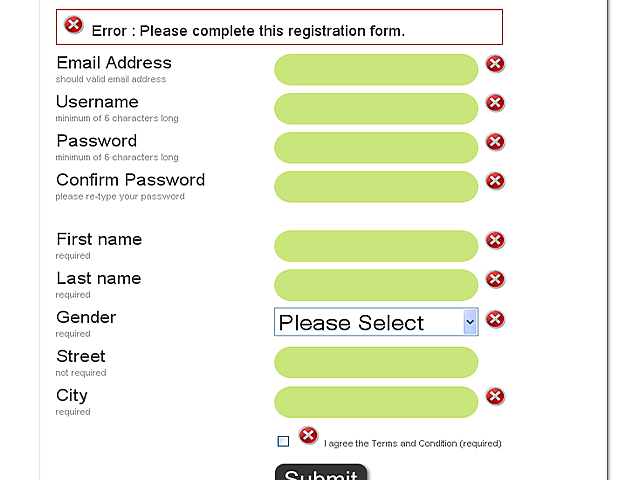 Error : Please complete this registration form.
Email Address
should valid email address
Username
minimum of 6 characters long
Password
minimum of 6 characters long
Confirm Password
please re-type your password
First name
required
Last name
required
Gender
required
Please Select
Street
not required
City
required
I agree the Terms and Condition (required)
Submit